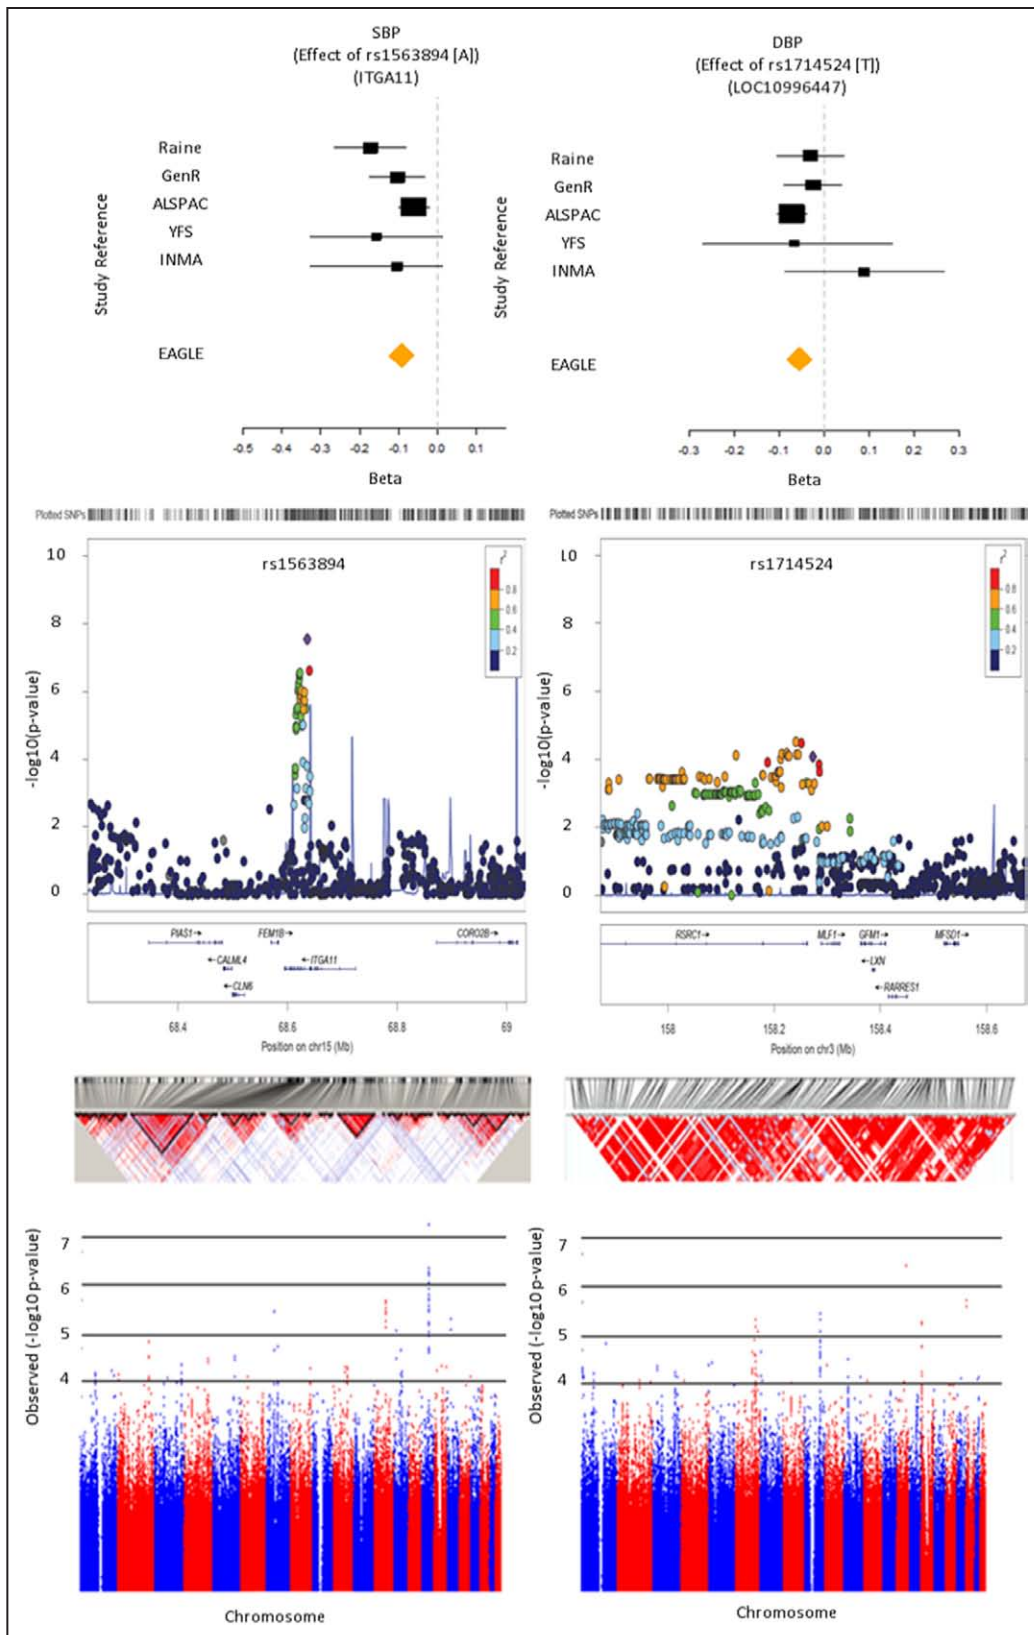 SBP
(Effect of rs1563894 [A])
(ITGA11)
Study Reference
Raine
GenR
ALSPAC
YFS
INMA
EAGLE
-0.5 -0.4 -0.3 -0.2 -0.1 0.0 0.1
Beta
DBP
(Effect of rs1714524 [T])
(LOC10996447)
Study Reference
Raine
GenR
ALSPAC
YFS
INMA
EAGLE
-0.3 -0.2 -0.1 0.0 0.1 0.2 0.3
Beta
Plotted SNPs
rs1563894
r2
0.8
0.6
0.4
0.2
-log10(p-value)
10
8
6
4
2
0
PIAS1→ FEM1B→ CORO2B→
←CALML4 ←ITGA11
←CLN6
68.4 68.6 68.8 69
Position on chr15 (Mb)
Plotted SNPs
rs1714524
r2
0.8
0.6
0.4
0.2
-log10(p-value)
10
8
6
4
2
0
RSRC1→ MLF1→ GFM1→ MFSD1→
←LXN
←RARRES1
158 158.2 158.4 158.6
Position on chr3 (Mb)
Observed (-log10 p-value)
7
6
5
4
Chromosome
Observed (-log10 p-value)
7
6
5
4
Chromosome